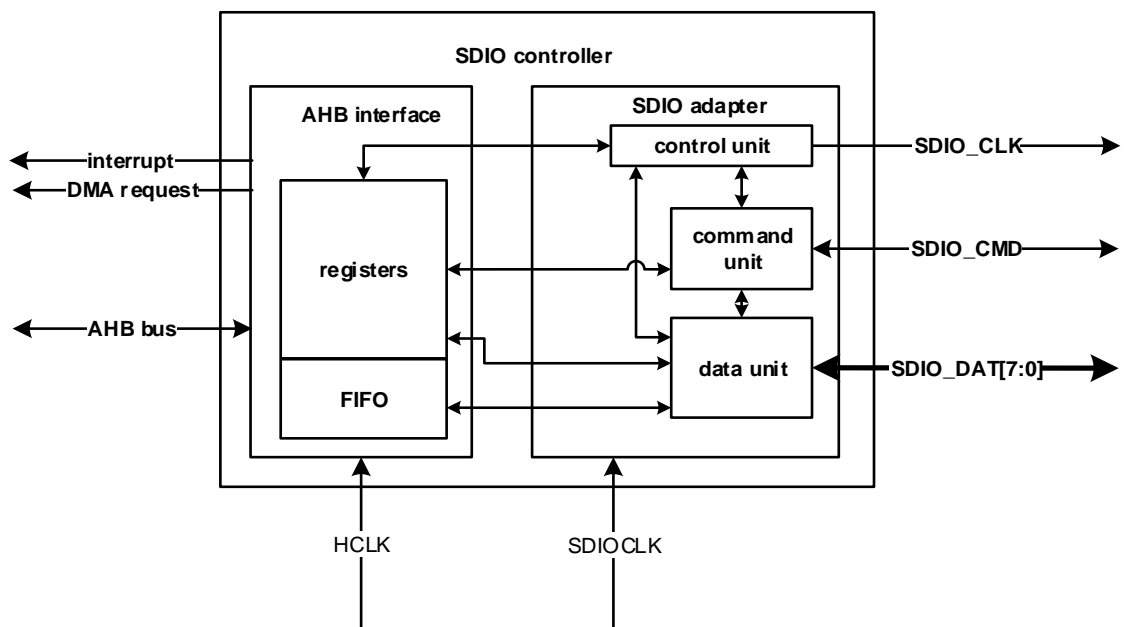 SDIO controller
AHB interface
SDIO adapter
control unit
SDIO_CLK
interrupt
DMA request
registers
command
unit
SDIO_CMD
AHB bus
data unit
SDIO_DAT[7:0]
FIFO
HCLK
SDIOCLK